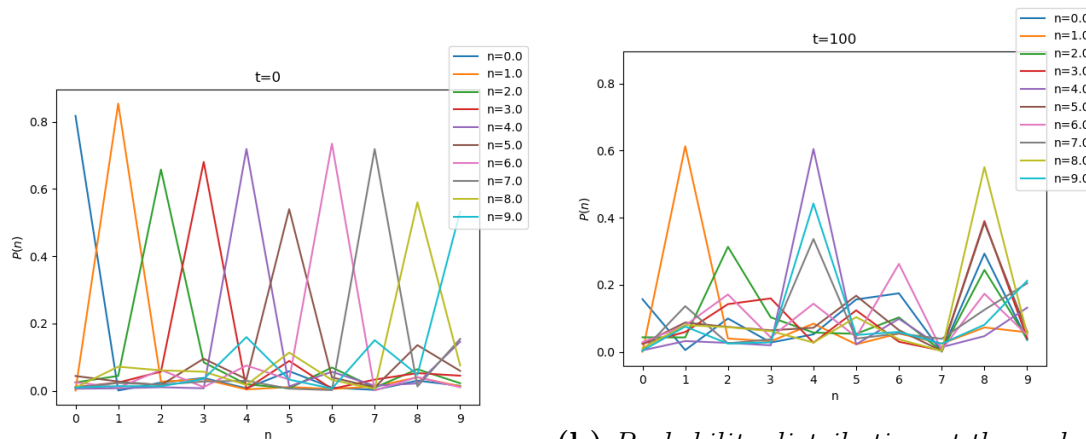 t=0
n=0.0
n=1.0
n=2.0
n=3.0
n=4.0
n=5.0
n=6.0
n=7.0
n=8.0
n=9.0
0.8
0.6
0.4
0.2
0.0
P(n)
0 1 2 3 4 5 6 7 8 9
n
t=100
n=0.0
n=1.0
n=2.0
n=3.0
n=4.0
n=5.0
n=6.0
n=7.0
n=8.0
n=9.0
0.8
0.6
0.4
0.2
0.0
P(n)
0 1 2 3 4 5 6 7 8 9
n
(b) Probability distribution at the end